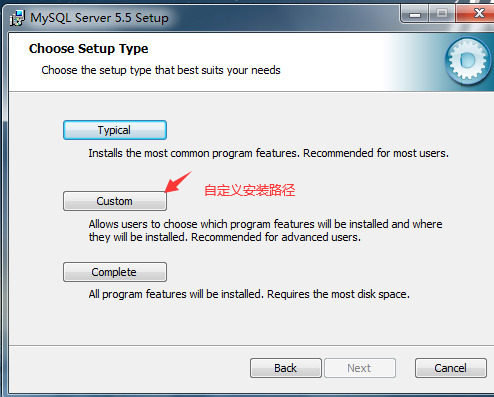 MySQL Server 5.5 Setup
Choose Setup Type
Choose the setup type that best suits your needs
Typical
Installs the most common program features. Recommended for most users.
自定义安装路径
Custom
Allows users to choose which program features will be installed and where
they will be installed. Recommended for advanced users.
Complete
All program features will be installed. Requires the most disk space.
Back Next Cancel